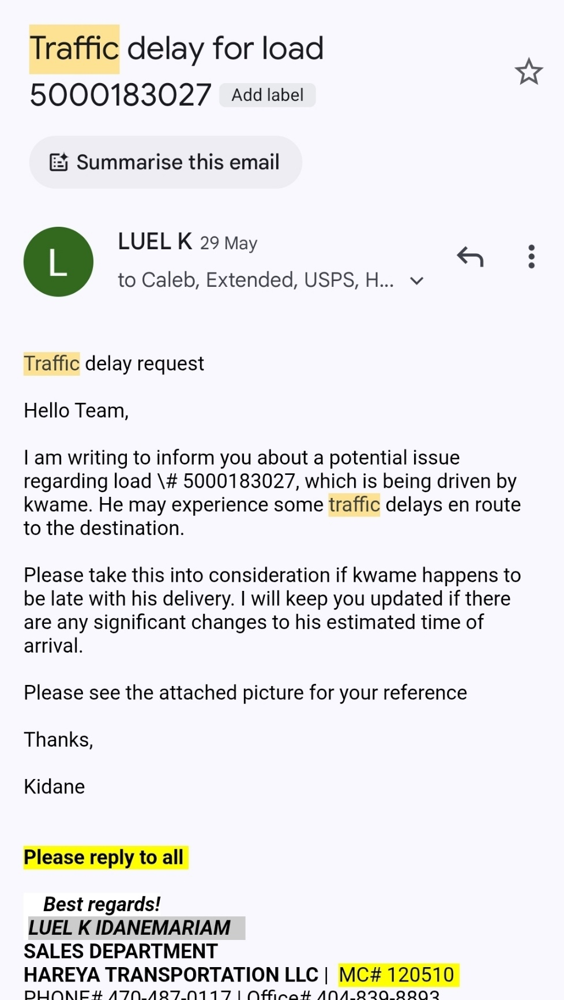 Traffic delay for load
5000183027 Add label
Summarise this email
L
LUEL K 29 May
to Caleb, Extended, USPS, H...
Traffic delay request
Hello Team,
I am writing to inform you about a potential issue
regarding load \# 5000183027, which is being driven by
kwame. He may experience some traffic delays en route
to the destination.
Please take this into consideration if kwame happens to
be late with his delivery. I will keep you updated if there
are any significant changes to his estimated time of
arrival.
Please see the attached picture for your reference
Thanks,
Kidane
Please reply to all
Best regards!
LUEL K IDANEMARIAM
SALES DEPARTMENT
HAREYA TRANSPORTATION LLC | MC# 120510
PHONE# 470-487-0117 | Office# 404-839-8893